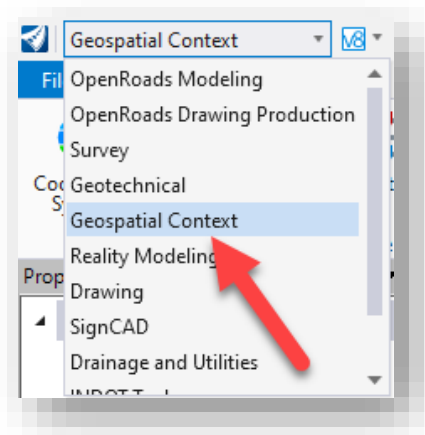 Geospatial Context
V8
Fil
OpenRoads Modeling
OpenRoads Drawing Production
Survey
Geotechnical
Geospatial Context
Reality Modeling
Drawing
SignCAD
Drainage and Utilities
Prop